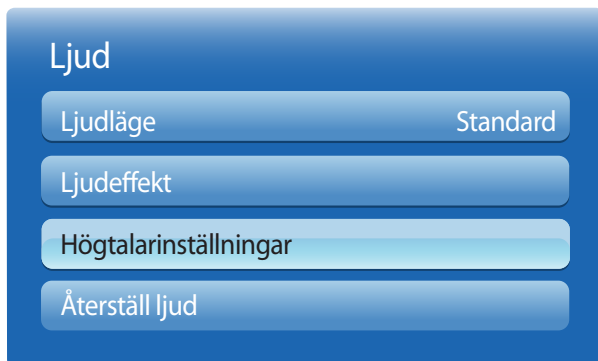 Ljud
Ljudläge Standard
Ljudeffekt
Högtalarinställningar
Återställ ljud